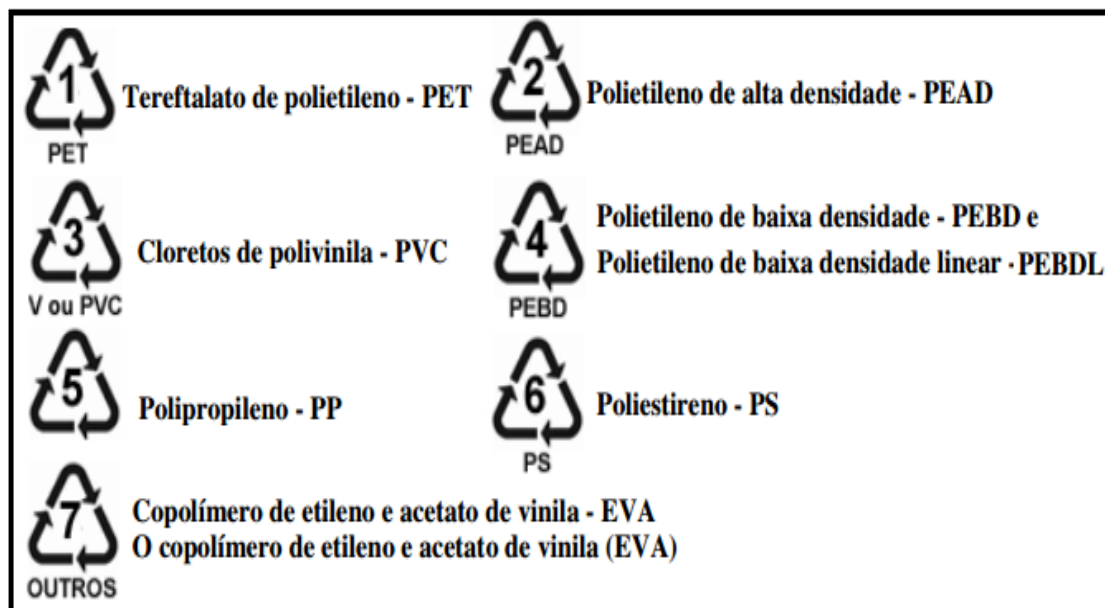 1
PET
Tereftalato de polietileno - PET
2
PEAD
Polietileno de alta densidade - PEAD
3
V ou PVC
Cloretos de polivinila - PVC
4
PEBD
Polietileno de baixa densidade - PEBD e
Polietileno de baixa densidade linear - PEBDL
5
Polipropileno - PP
6
PS
Poliestireno - PS
7
OUTROS
Copolímero de etileno e acetato de vinila - EVA
O copolímero de etileno e acetato de vinila (EVA)